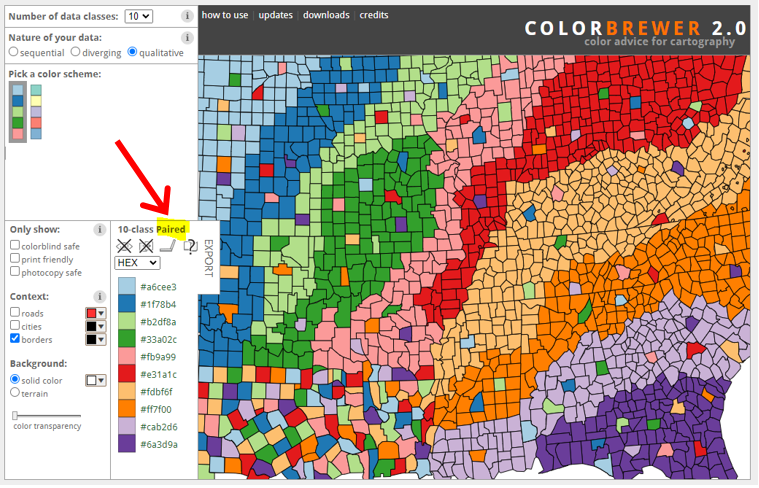 Number of data classes: 10 i
how to use | updates | downloads | credits
COLORBREWER 2.0
color advice for cartography
Nature of your data: i
sequential diverging qualitative
Pick a color scheme:
Only show: i
colorblind safe
print friendly
photocopy safe
Context: i
roads
cities
borders
Background:
solid color
terrain
color transparency
10-class Paired
?
HEX
EXPORT
#a6cee3
#1f78b4
#b2df8a
#33a02c
#fb9a99
#e31a1c
#fdbf6f
#ff7f00
#cab2d6
#6a3d9a